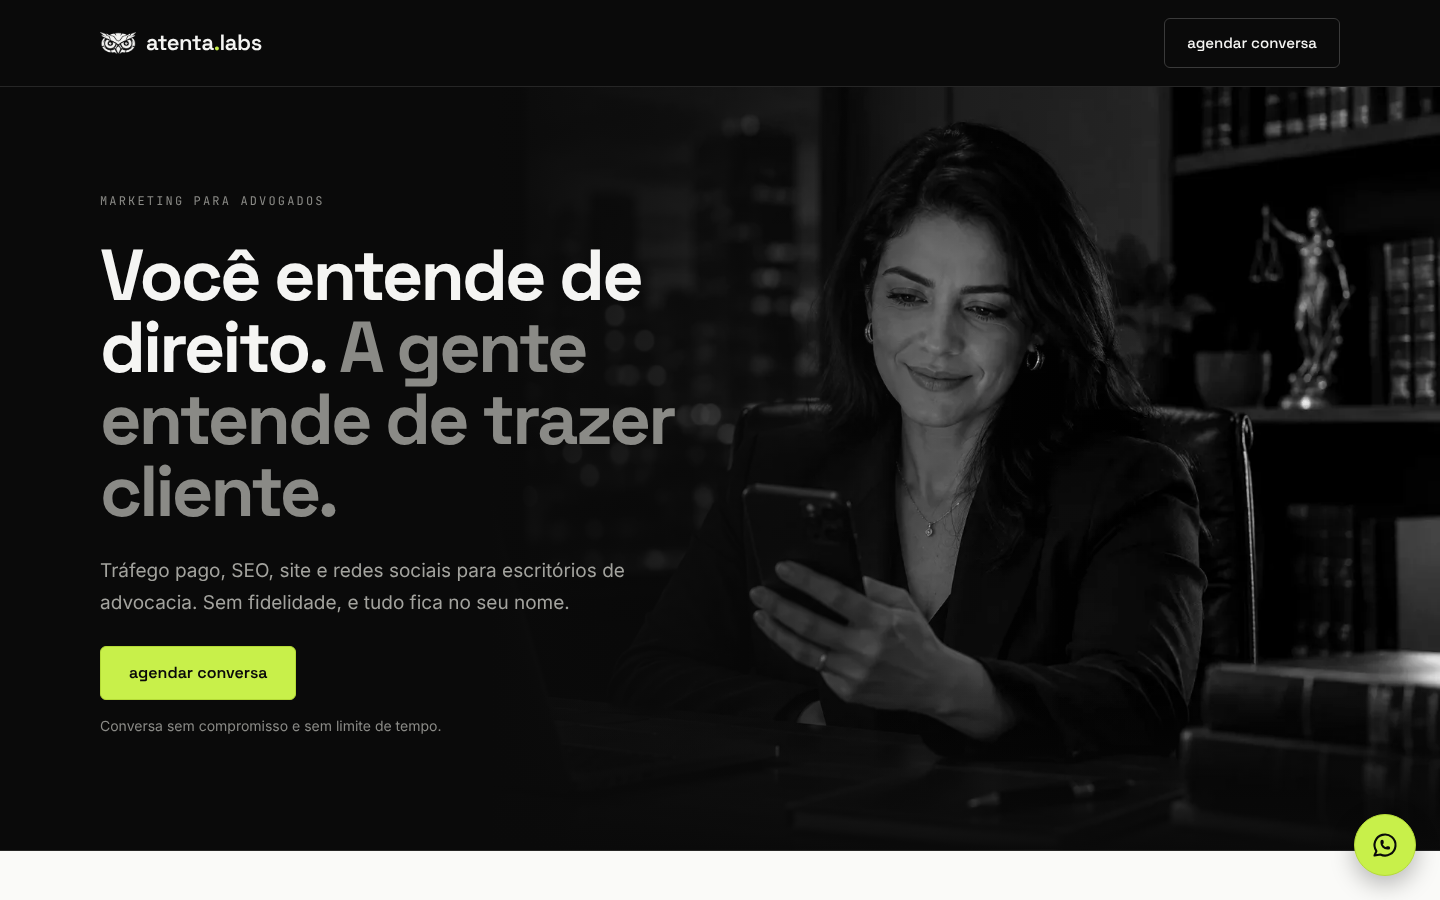 atenta.labs
agendar conversa
MARKETING PARA ADVOGADOS
Você entende de
direito. A gente
entende de trazer
cliente.
Tráfego pago, SEO, site e redes sociais para escritórios de
advocacia. Sem fidelidade, e tudo fica no seu nome.
agendar conversa
Conversa sem compromisso e sem limite de tempo.